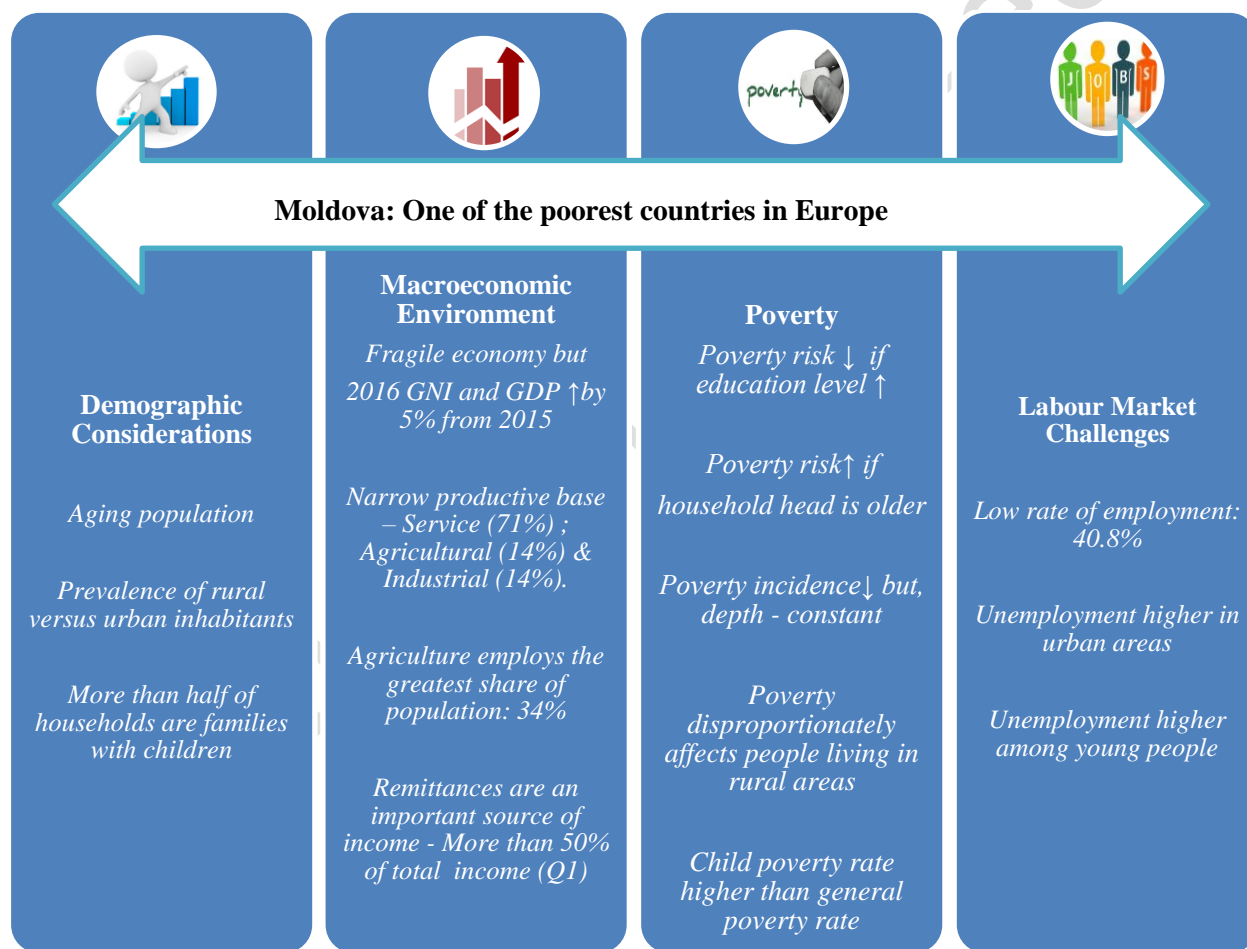 poverty
JOBS
Moldova: One of the poorest countries in Europe
Demographic
Considerations
Aging population
Prevalence of rural
versus urban inhabitants
More than half of
households are families
with children
Macroeconomic
Environment
Fragile economy but
2016 GNI and GDP ↑by
5% from 2015
Narrow productive base
– Service (71%) ;
Agricultural (14%) &
Industrial (14%).
Agriculture employs the
greatest share of
population: 34%
Remittances are an
important source of
income - More than 50%
of total income (Q1)
Poverty
Poverty risk ↓ if
education level ↑
Poverty risk↑ if
household head is older
Poverty incidence↓ but,
depth - constant
Poverty
disproportionately
affects people living in
rural areas
Child poverty rate
higher than general
poverty rate
Labour Market
Challenges
Low rate of employment:
40.8%
Unemployment higher in
urban areas
Unemployment higher
among young people